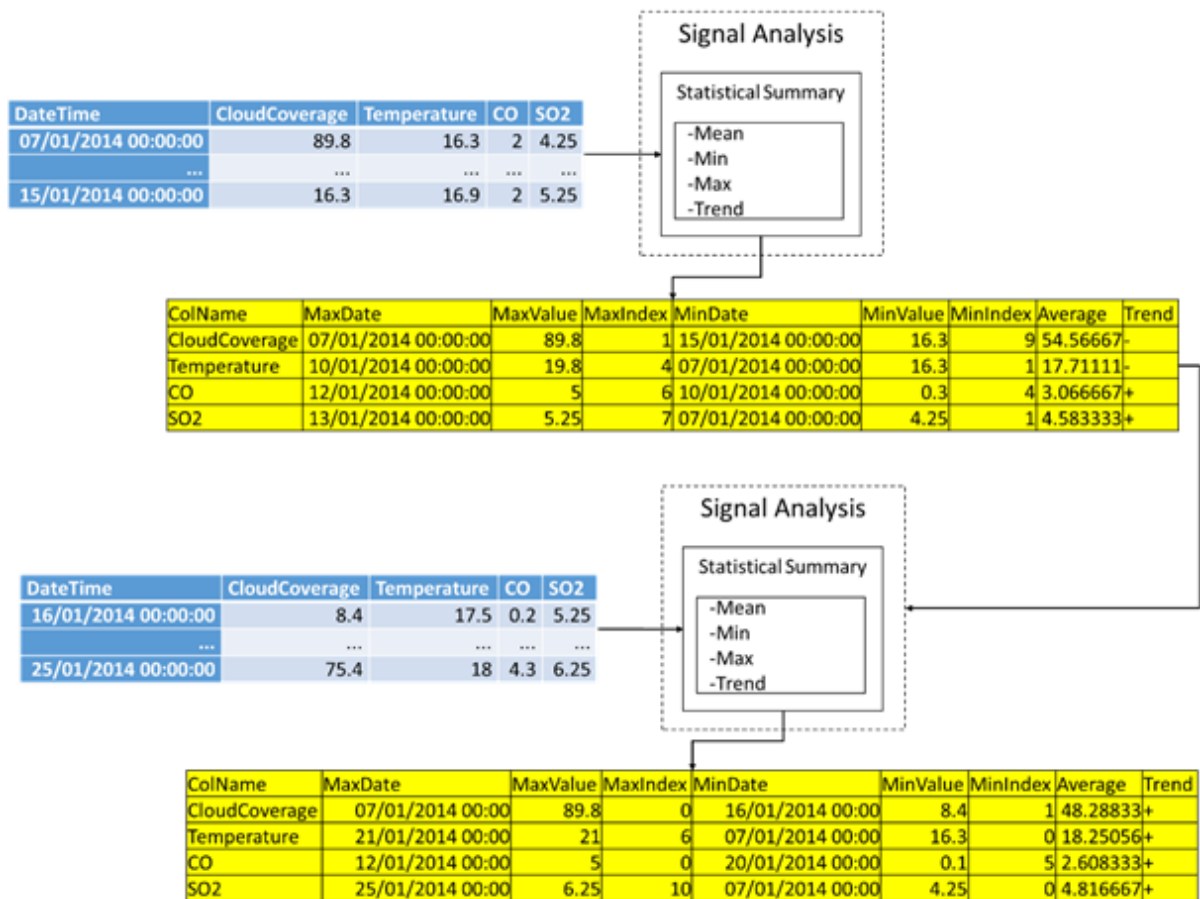 Signal Analysis
Statistical Summary
-Mean
-Min
-Max
-Trend
DateTime CloudCoverage Temperature CO SO2
07/01/2014 00:00:00 89.8 16.3 2 4.25
... ... ... ... ...
15/01/2014 00:00:00 16.3 16.9 2 5.25
ColName MaxDate MaxValue MaxIndex MinDate MinValue MinIndex Average Trend
CloudCoverage 07/01/2014 00:00:00 89.8 1 15/01/2014 00:00:00 16.3 9 54.56667 -
Temperature 10/01/2014 00:00:00 19.8 4 07/01/2014 00:00:00 16.3 1 17.71111 -
CO 12/01/2014 00:00:00 5 6 10/01/2014 00:00:00 0.3 4 3.066667 +
SO2 13/01/2014 00:00:00 5.25 7 07/01/2014 00:00:00 4.25 1 4.583333 +
Signal Analysis
Statistical Summary
-Mean
-Min
-Max
-Trend
DateTime CloudCoverage Temperature CO SO2
16/01/2014 00:00:00 8.4 17.5 0.2 5.25
... ... ... ... ...
25/01/2014 00:00:00 75.4 18 4.3 6.25
ColName MaxDate MaxValue MaxIndex MinDate MinValue MinIndex Average Trend
CloudCoverage 07/01/2014 00:00 89.8 0 16/01/2014 00:00 8.4 1 48.28833 +
Temperature 21/01/2014 00:00 21 6 07/01/2014 00:00 16.3 0 18.25056 +
CO 12/01/2014 00:00 5 0 20/01/2014 00:00 0.1 5 2.608333 +
SO2 25/01/2014 00:00 6.25 10 07/01/2014 00:00 4.25 0 4.816667 +